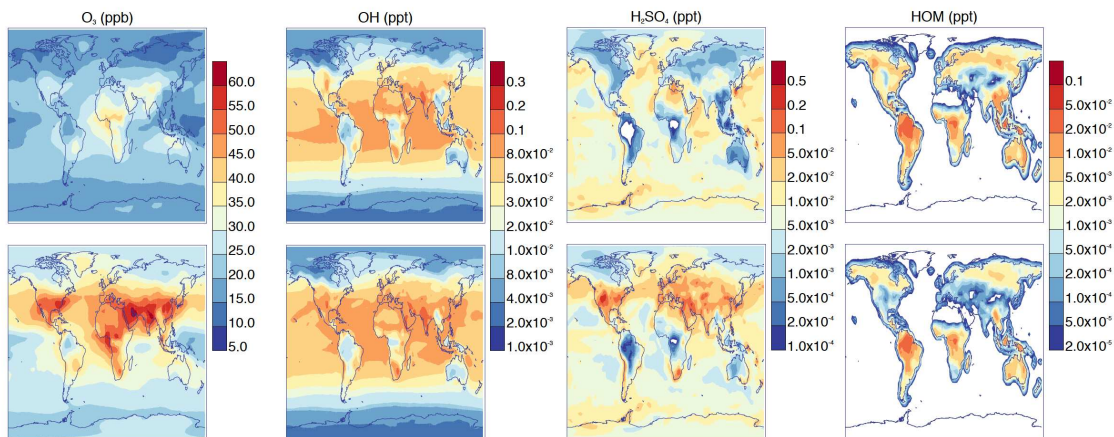 O₃ (ppb)
60.0
55.0
50.0
45.0
40.0
35.0
30.0
25.0
20.0
15.0
10.0
5.0
OH (ppt)
0.3
0.2
0.1
8.0x10⁻²
5.0x10⁻²
3.0x10⁻²
2.0x10⁻²
1.0x10⁻²
8.0x10⁻³
4.0x10⁻³
2.0x10⁻³
1.0x10⁻³
H₂SO₄ (ppt)
0.5
0.2
0.1
5.0x10⁻²
2.0x10⁻²
1.0x10⁻²
5.0x10⁻³
2.0x10⁻³
1.0x10⁻³
5.0x10⁻⁴
2.0x10⁻⁴
1.0x10⁻⁴
HOM (ppt)
0.1
5.0x10⁻²
2.0x10⁻²
1.0x10⁻²
5.0x10⁻³
2.0x10⁻³
1.0x10⁻³
5.0x10⁻⁴
2.0x10⁻⁴
1.0x10⁻⁴
5.0x10⁻⁵
2.0x10⁻⁵